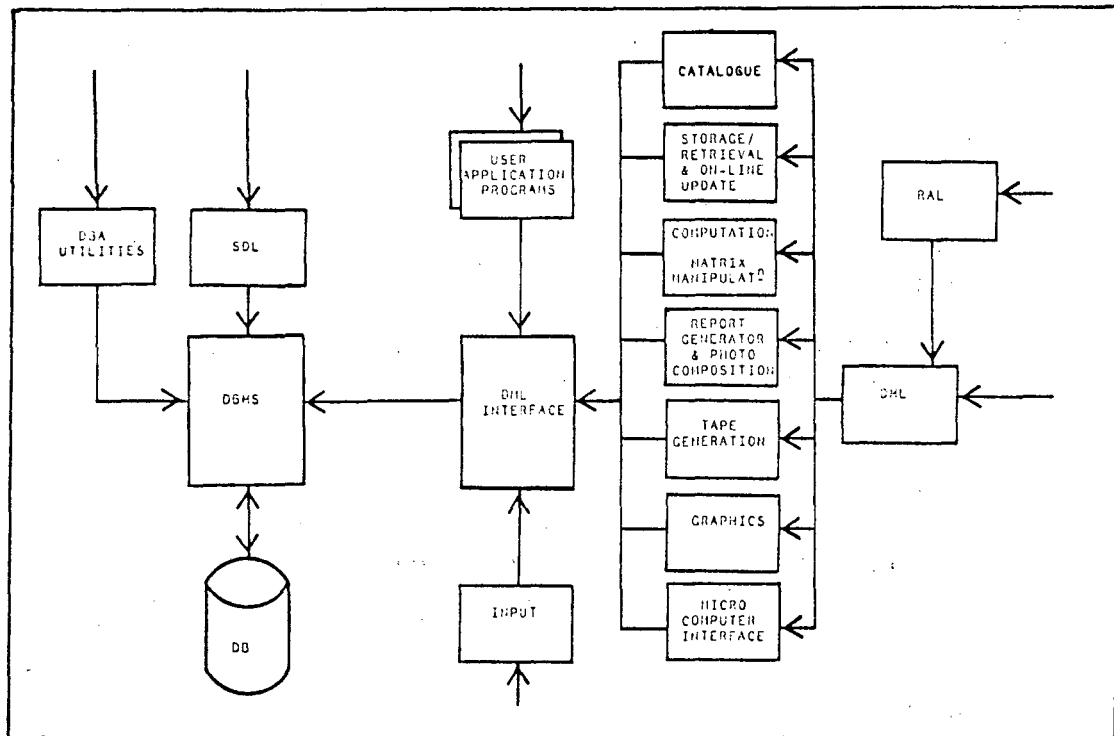 CATALOGUE
STORAGE/
RETRIEVAL
& ON-LINE
UPDATE
USER
APPLICATION
PROGRAMS
RAL
DBA
UTILITIES
SDL
COMPUTATION
MATRIX
MANIPULATO
REPORT
GENERATOR
& PHOTO
COMPOSITION
DBMS
DML
INTERFACE
DML
TAPE
GENERATION
GRAPHICS
INPUT
MICRO
COMPUTER
INTERFACE
DB